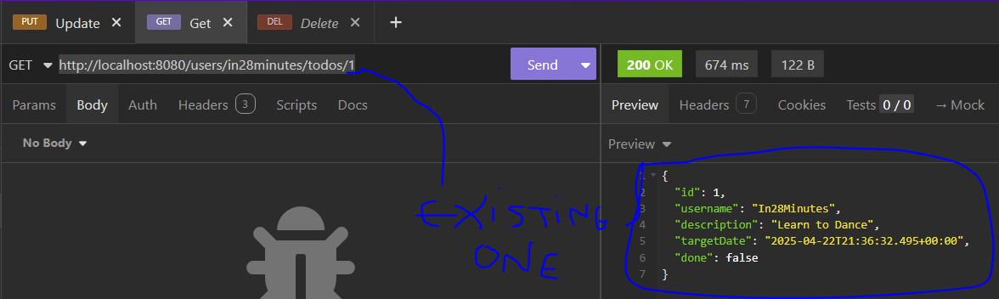 PUT Update × GET Get × DEL Delete × +
GET http://localhost:8080/users/in28minutes/todos/1 Send 200 OK 674 ms 122 B
Params Body Auth Headers 3 Scripts Docs Preview Headers 7 Cookies Tests 0 / 0 → Mock
No Body Preview
1 {
2 "id": 1,
3 "username": "In28Minutes",
4 "description": "Learn to Dance",
5 "targetDate": "2025-04-22T21:36:32.495+00:00",
6 "done": false
7 }
EXISTING
ONE